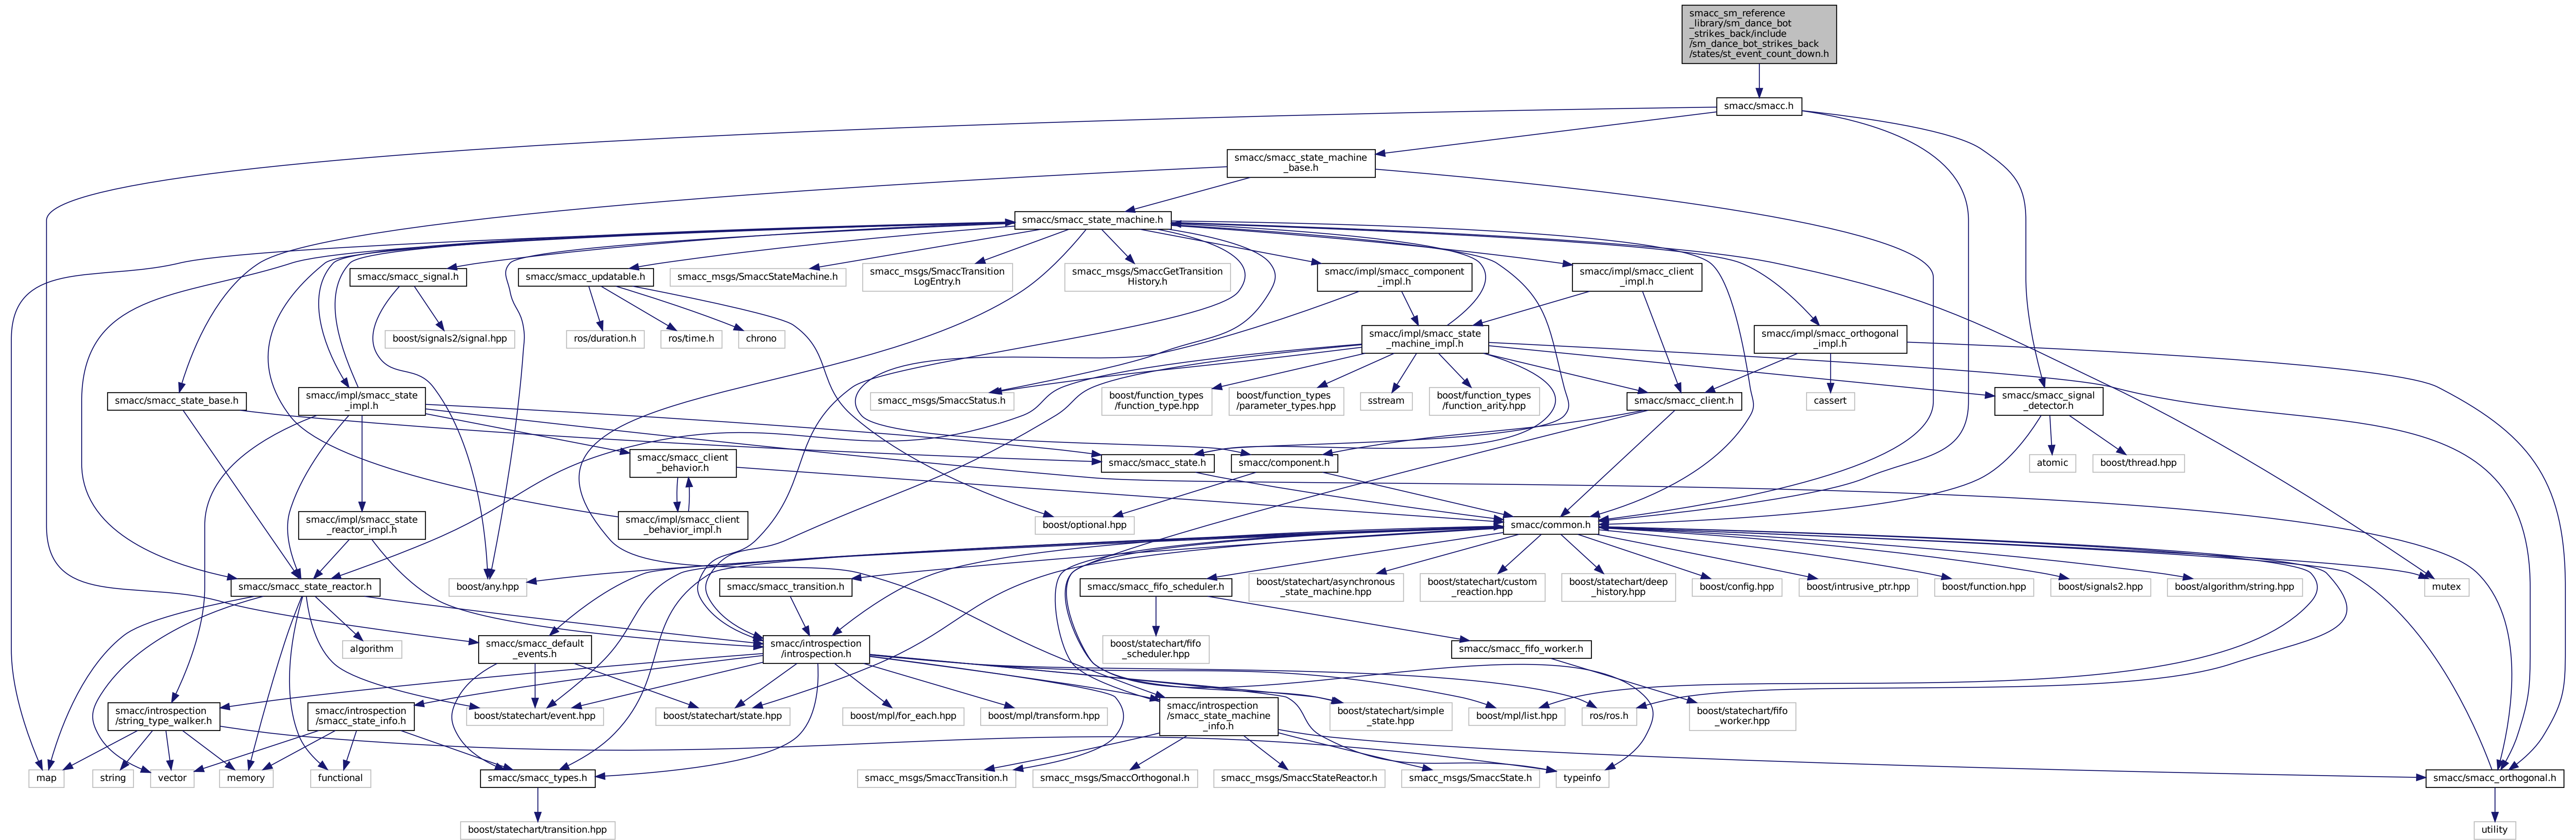 smacc_sm_reference
_library/sm_dance_bot
_strikes_back/include
/sm_dance_bot_strikes_back
/states/st_event_count_down.h
smacc/smacc.h
smacc/smacc_state_machine
_base.h
smacc/smacc_state_machine.h
smacc/smacc_signal.h
smacc/smacc_updatable.h
smacc_msgs/SmaccStateMachine.h
smacc_msgs/SmaccTransition
LogEntry.h
smacc_msgs/SmaccGetTransition
History.h
smacc/impl/smacc_component
_impl.h
smacc/impl/smacc_client
_impl.h
boost/signals2/signal.hpp
ros/duration.h
ros/time.h
chrono
smacc/impl/smacc_state
_machine_impl.h
smacc/impl/smacc_orthogonal
_impl.h
smacc/smacc_state_base.h
smacc/impl/smacc_state
_impl.h
smacc_msgs/SmaccStatus.h
boost/function_types
/function_type.hpp
boost/function_types
/parameter_types.hpp
sstream
boost/function_types
/function_arity.hpp
smacc/smacc_client.h
cassert
smacc/smacc_signal
_detector.h
smacc/smacc_client
_behavior.h
smacc/smacc_state.h
smacc/component.h
atomic
boost/thread.hpp
smacc/impl/smacc_state
_reactor_impl.h
smacc/impl/smacc_client
_behavior_impl.h
boost/optional.hpp
smacc/common.h
smacc/smacc_state_reactor.h
boost/any.hpp
smacc/smacc_transition.h
smacc/smacc_fifo_scheduler.h
boost/statechart/asynchronous
_state_machine.hpp
boost/statechart/custom
_reaction.hpp
boost/statechart/deep
_history.hpp
boost/config.hpp
boost/intrusive_ptr.hpp
boost/function.hpp
boost/signals2.hpp
boost/algorithm/string.hpp
mutex
algorithm
smacc/smacc_default
_events.h
smacc/introspection
/introspection.h
boost/statechart/fifo
_scheduler.hpp
smacc/smacc_fifo_worker.h
smacc/introspection
/string_type_walker.h
smacc/introspection
/smacc_state_info.h
boost/statechart/event.hpp
boost/statechart/state.hpp
boost/mpl/for_each.hpp
boost/mpl/transform.hpp
smacc/introspection
/smacc_state_machine
_info.h
boost/statechart/simple
_state.hpp
boost/mpl/list.hpp
ros/ros.h
boost/statechart/fifo
_worker.hpp
map
string
vector
memory
functional
smacc/smacc_types.h
smacc_msgs/SmaccTransition.h
smacc_msgs/SmaccOrthogonal.h
smacc_msgs/SmaccStateReactor.h
smacc_msgs/SmaccState.h
typeinfo
smacc/smacc_orthogonal.h
boost/statechart/transition.hpp
utility